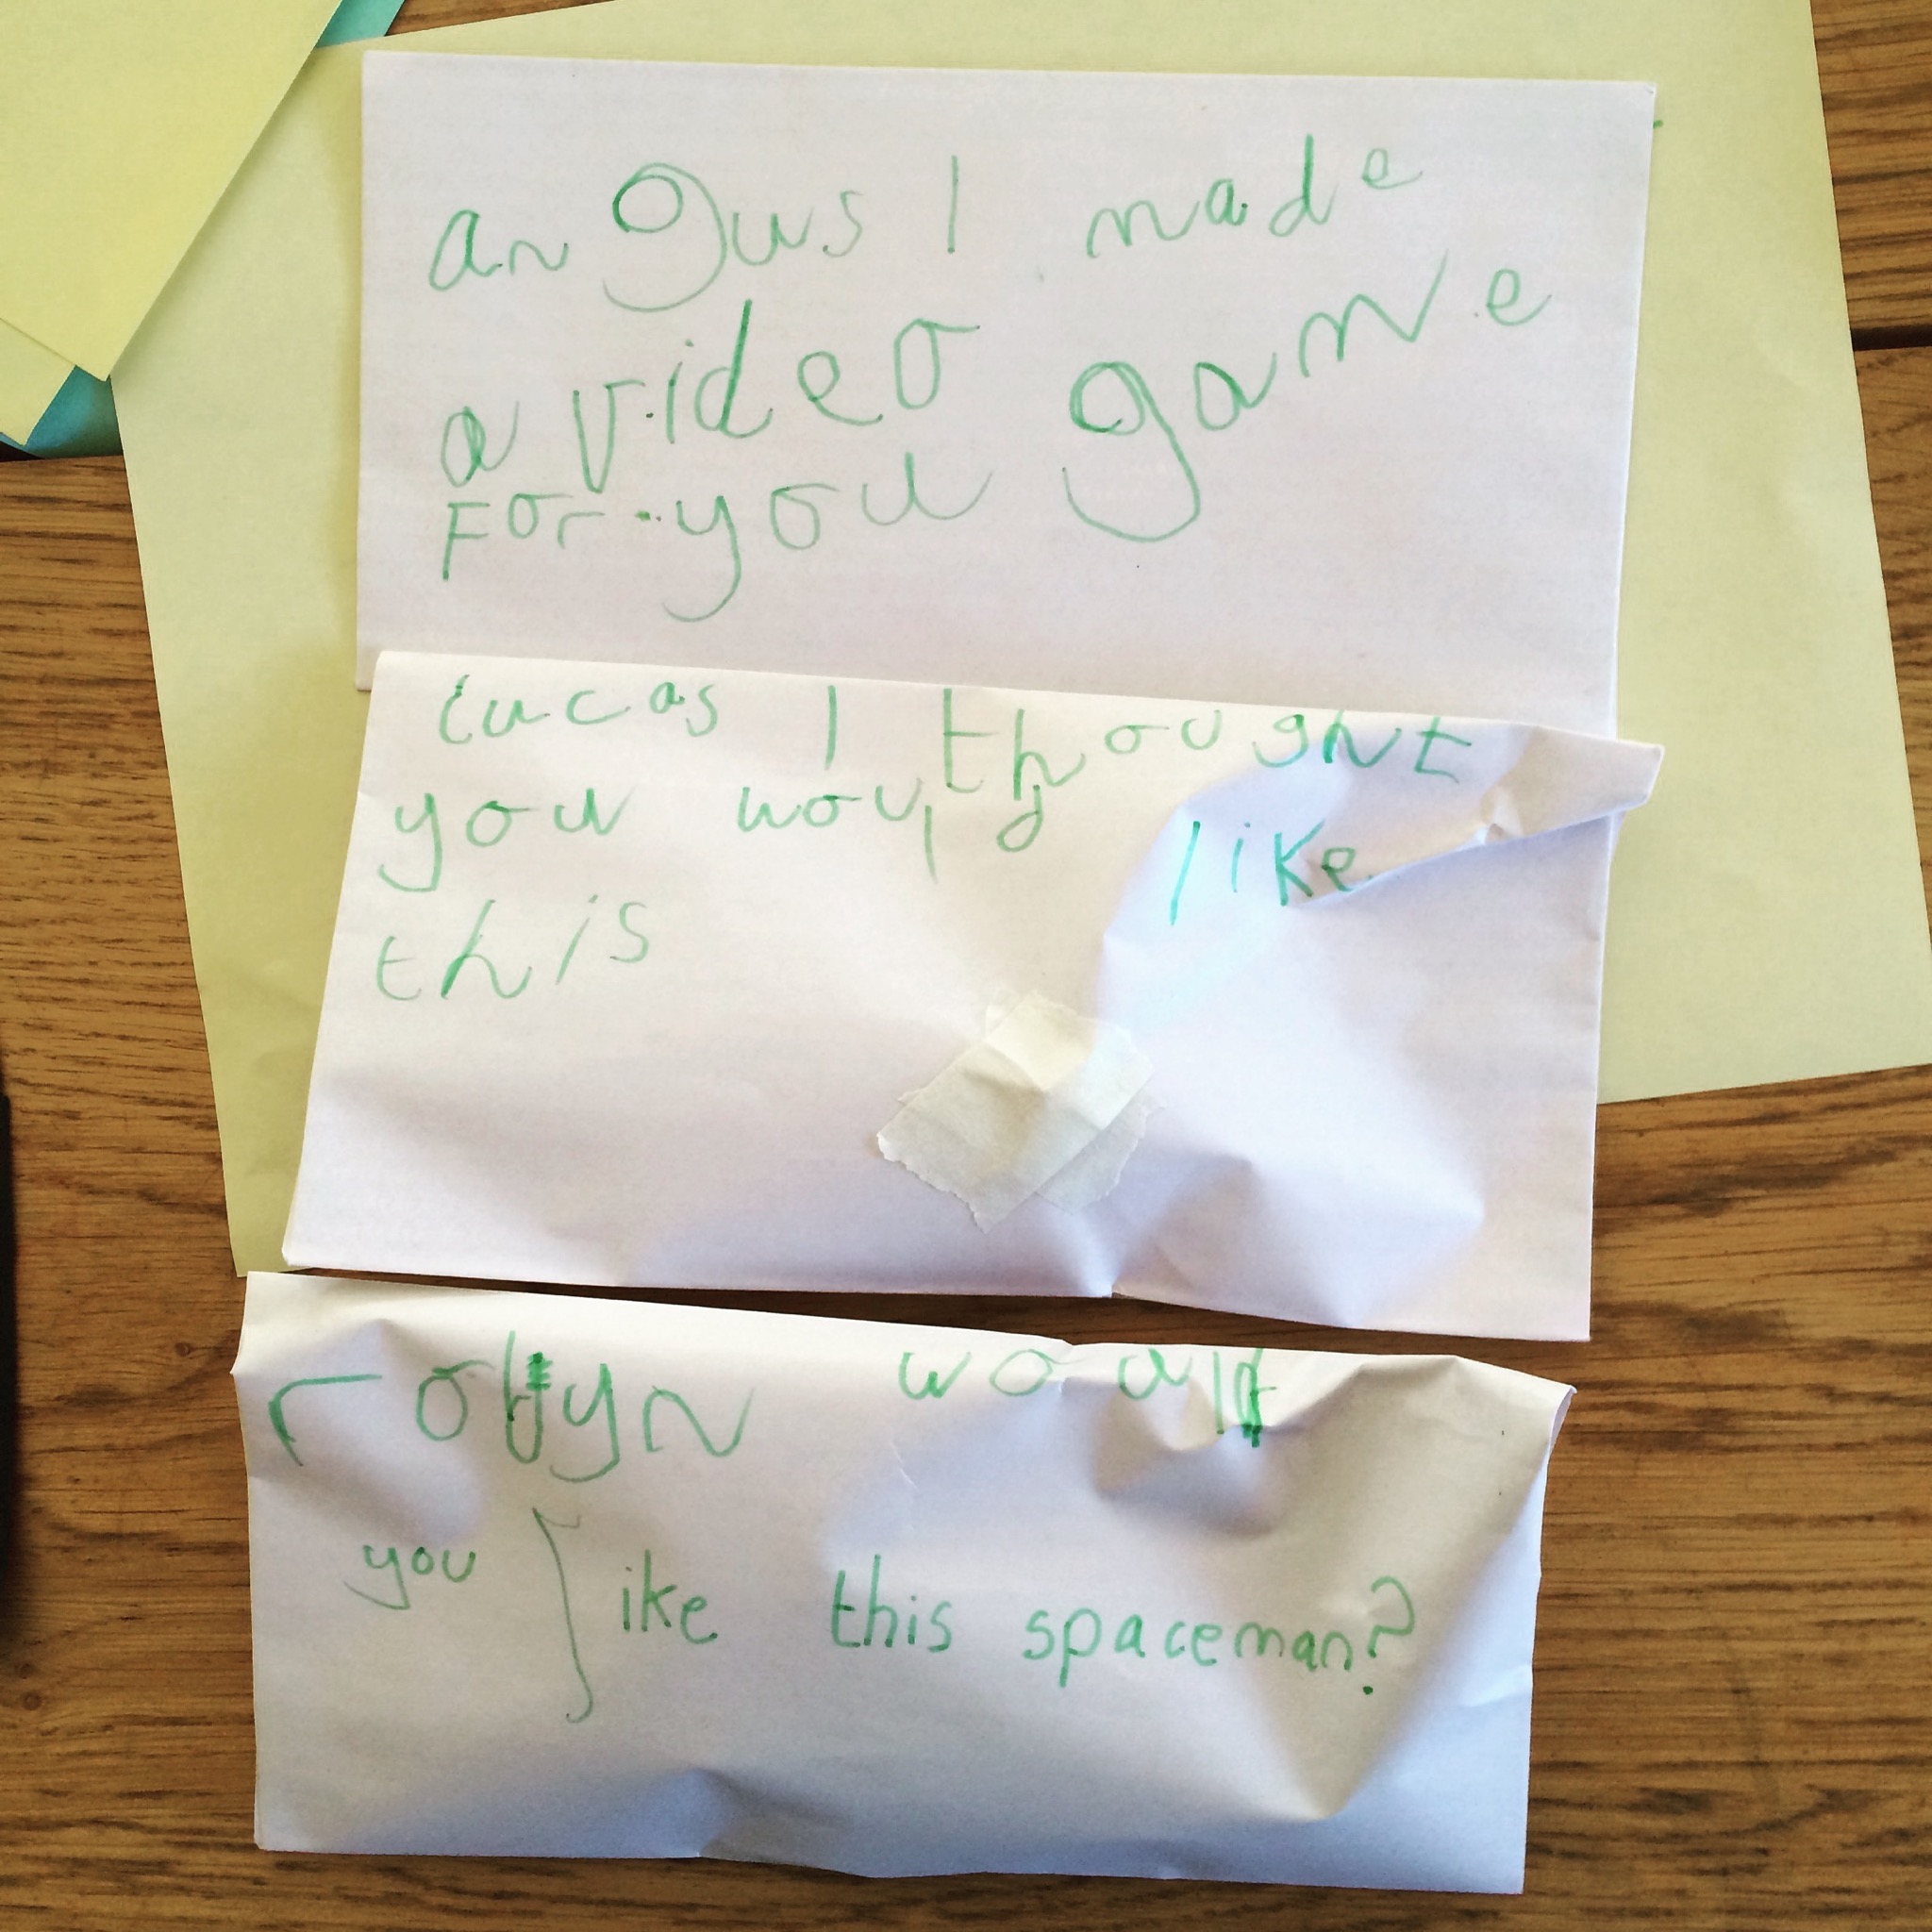 angus I made
a video game
For you
lucas I thought
you would like
this
robyn would
you like this spaceman?